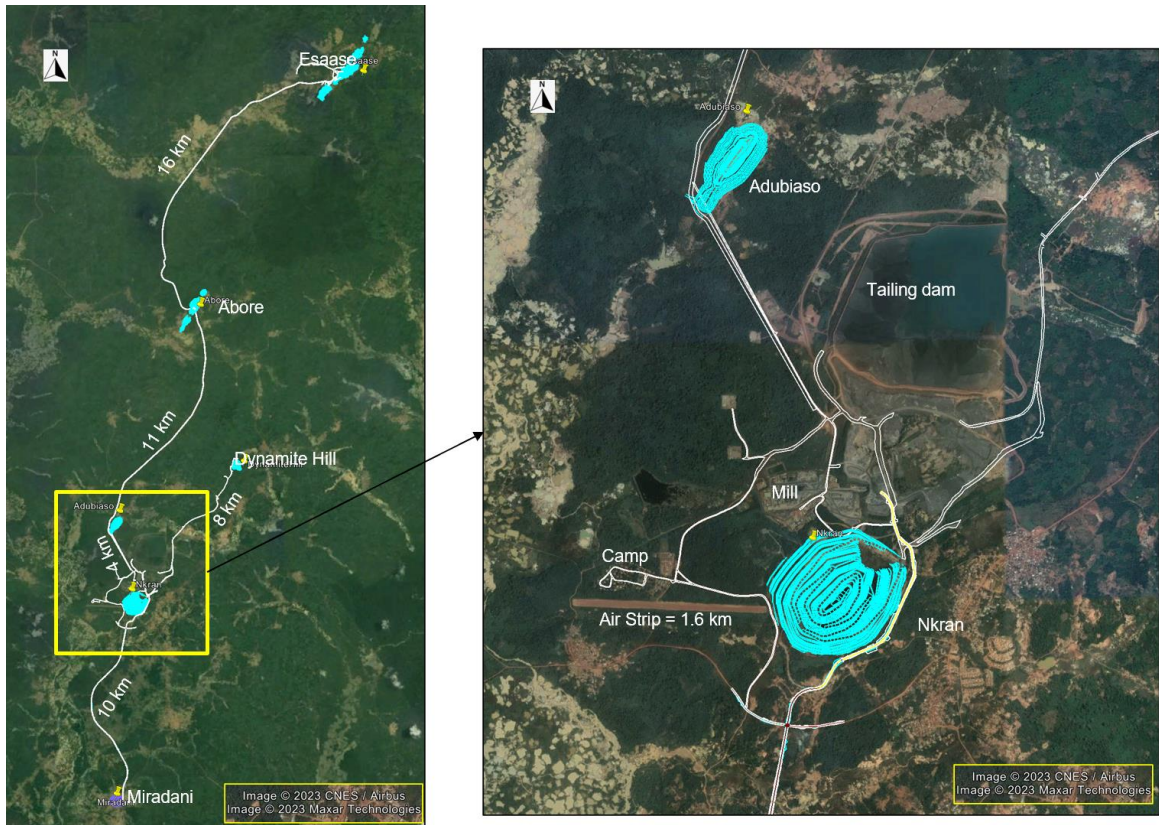 N
Esaase
16 km
Abore
Abore
11 km
Dynamite Hill
8 km
Adubiaso
4 km
Nkran
10 km
Miradani
Image © 2023 CNES / Airbus
Image © 2023 Maxar Technologies
N
Adubiaso
Adubiaso
Tailing dam
Mill
Nkran
Camp
Air Strip = 1.6 km
Nkran
Image © 2023 CNES / Airbus
Image © 2023 Maxar Technologies